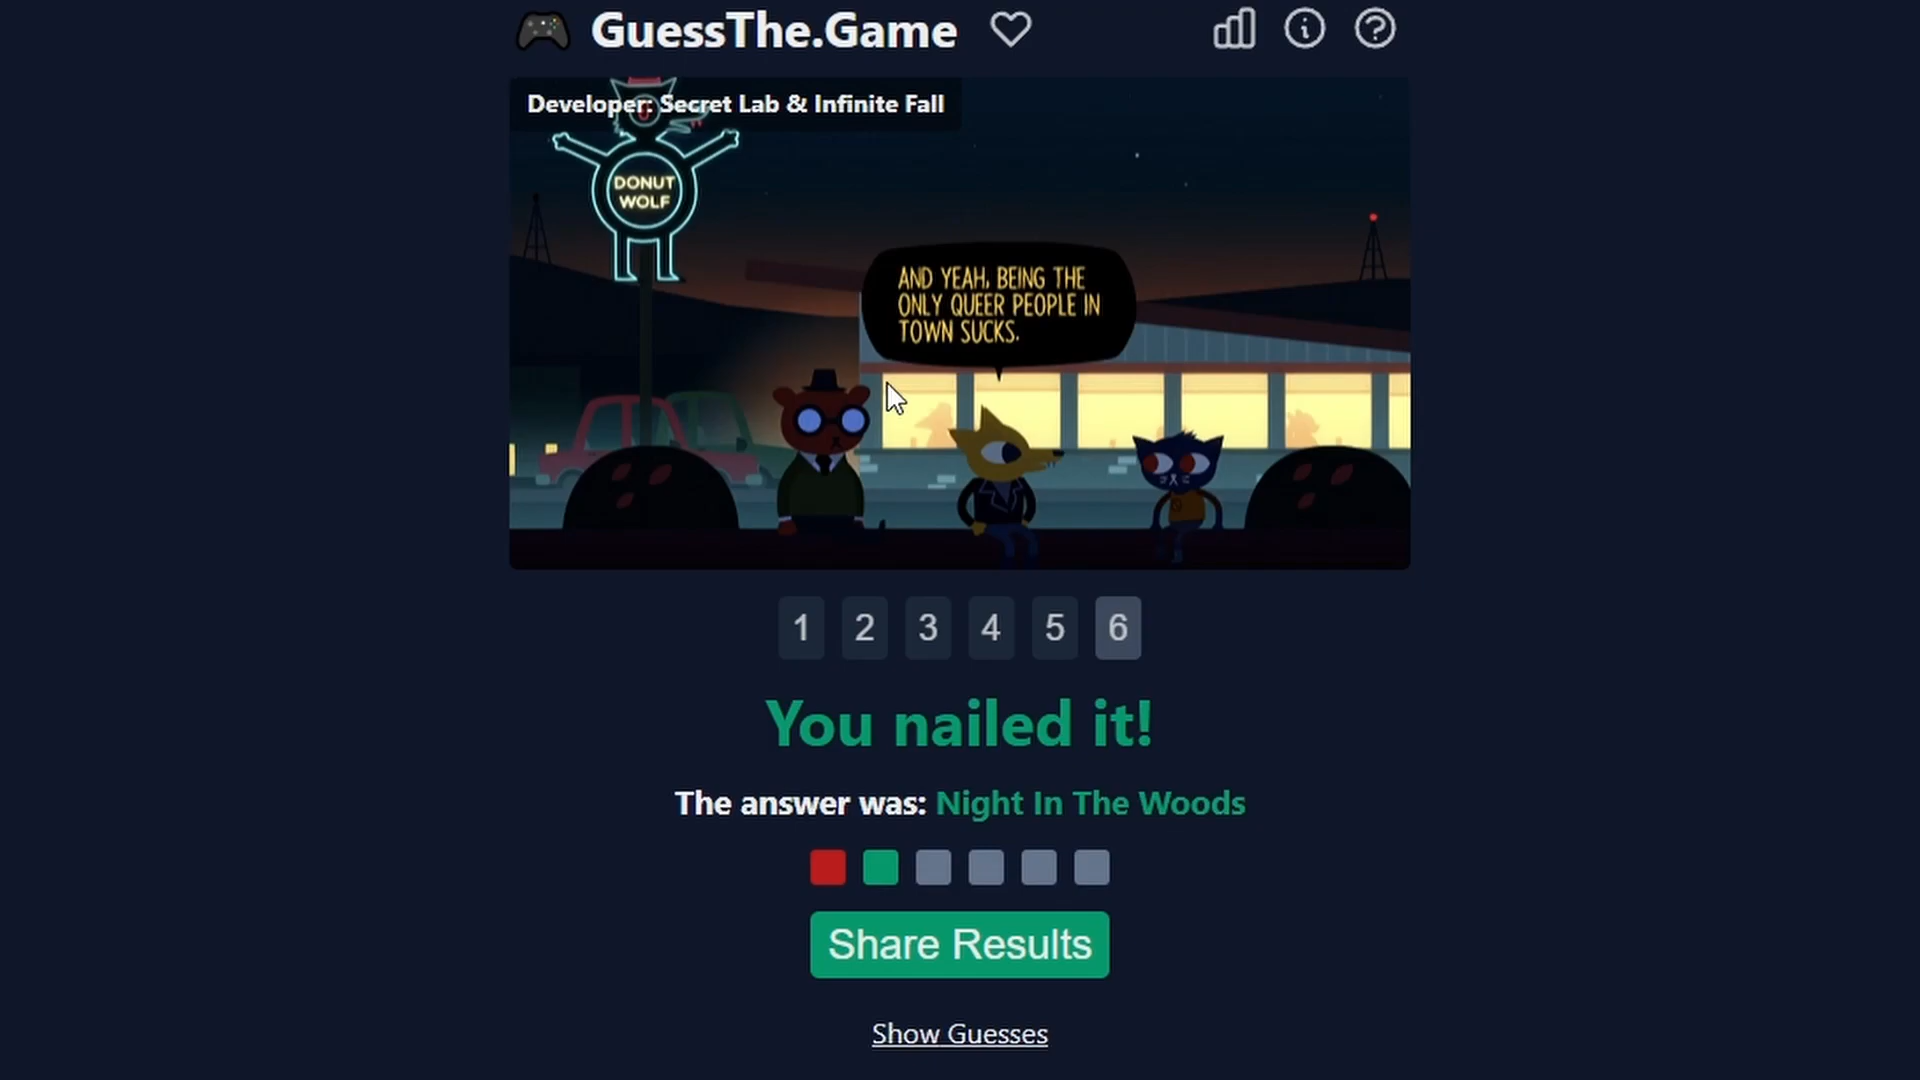 GuessThe.Game
Developer: Secret Lab & Infinite Fall
DONUT
WOLF
AND YEAH, BEING THE
ONLY QUEER PEOPLE IN
TOWN SUCKS.
1 2 3 4 5 6
You nailed it!
The answer was: Night In The Woods
Share Results
Show Guesses